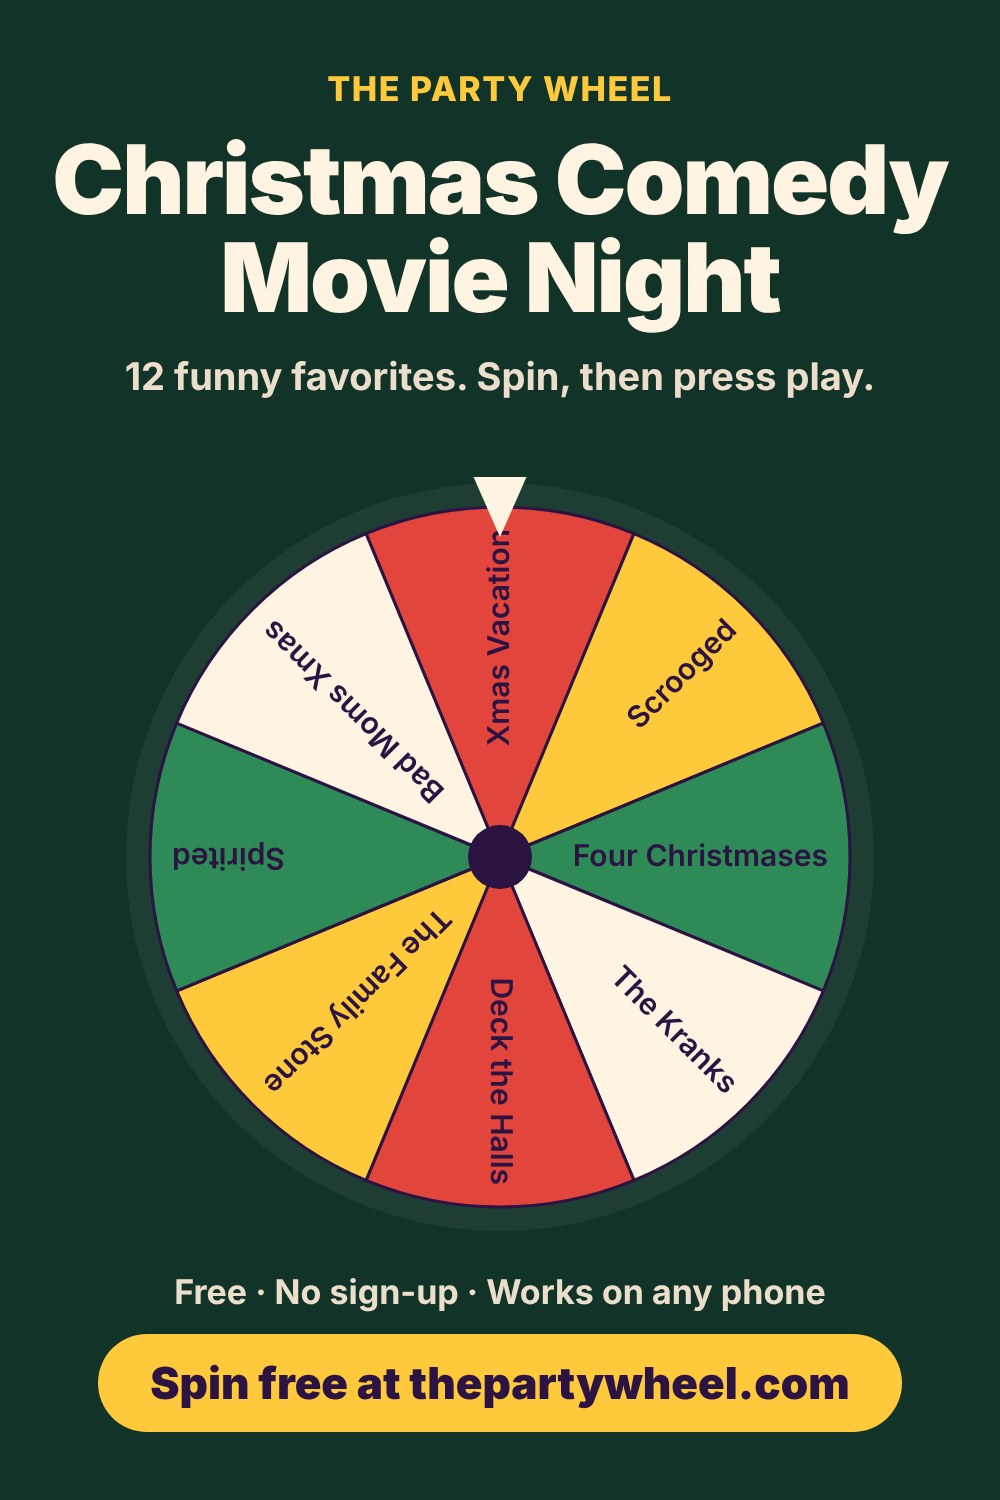 THE PARTY WHEEL
Christmas Comedy
Movie Night
12 funny favorites. Spin, then press play.
Xmas Vacation
Scrooged
Four Christmases
The Kranks
Deck the Halls
The Family Stone
Spirited
Bad Moms Xmas
Free · No sign-up · Works on any phone
Spin free at thepartywheel.com